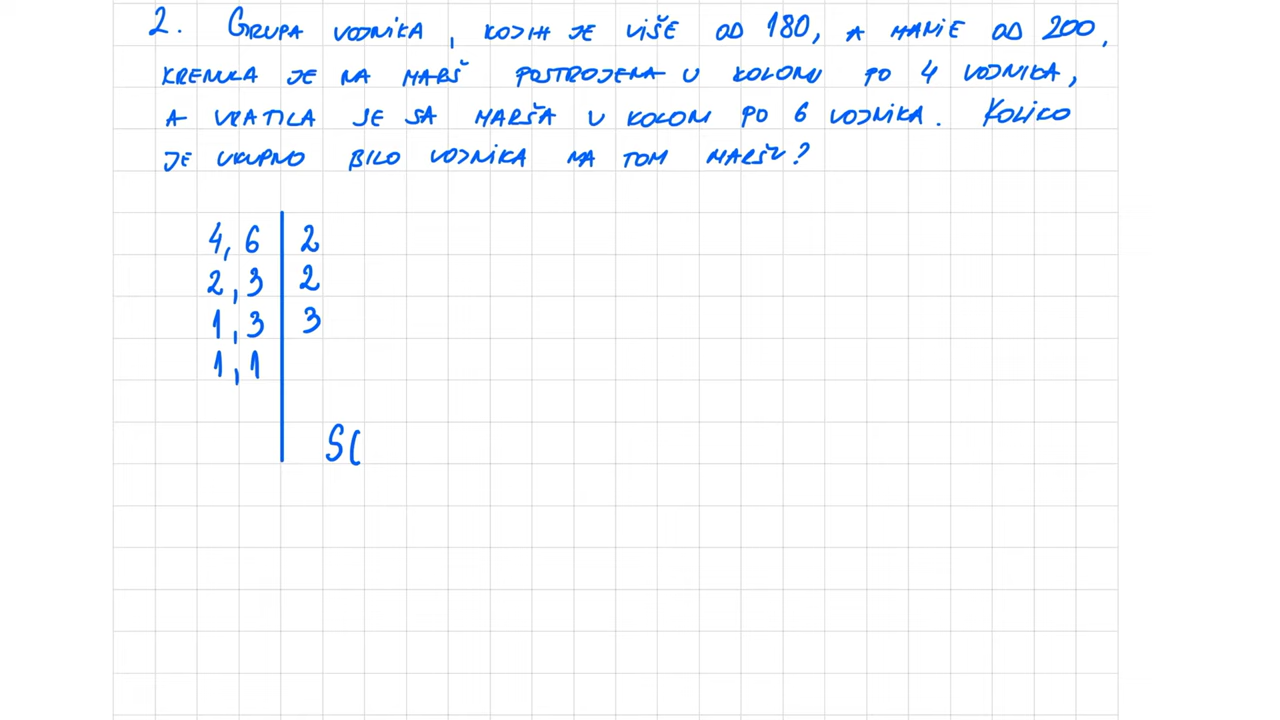 2. GRUPA VOJNIKA, KOJIH JE VIŠE OD 180, A MANJE OD 200,
KRENULA JE NA MARŠ POSTROJENA U KOLONU PO 4 VOJNIKA,
A VRATILA JE SA MARŠA U KOLONI PO 6 VOJNIKA. KOLIKO
JE UKUPNO BILO VOJNIKA NA TOM MARŠU?
4, 6 | 2
2, 3 | 2
1, 3 | 3
1, 1
S(